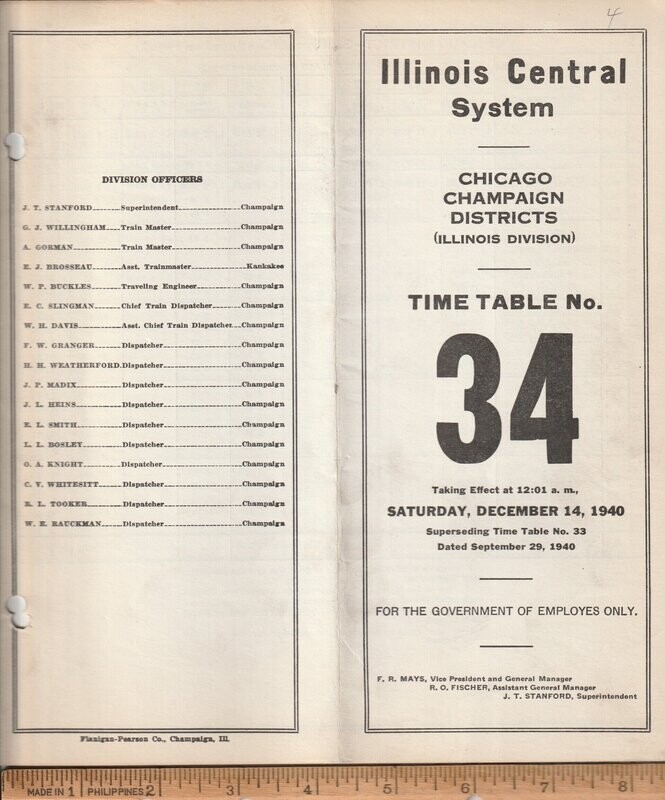 DIVISION OFFICERS
J. T. STANFORD Superintendent Champaign
G. J. WILLINGHAM Train Master Champaign
A. GORMAN Train Master Champaign
E. J. BROSSEAU Asst. Trainmaster Kankakee
W. P. BUCKLES Traveling Engineer Champaign
E. C. SLINGMAN Chief Train Dispatcher Champaign
W. H. DAVIS Asst. Chief Train Dispatcher Champaign
F. W. GRANGER Dispatcher Champaign
H. H. WEATHERFORD Dispatcher Champaign
J. P. MADIX Dispatcher Champaign
J. L. HEINS Dispatcher Champaign
E. L. SMITH Dispatcher Champaign
L. L. BOSLEY Dispatcher Champaign
O. A. KNIGHT Dispatcher Champaign
C. V. WHITESITT Dispatcher Champaign
R. L. TOOKER Dispatcher Champaign
W. E. RAUCKMAN Dispatcher Champaign
Flanigan-Pearson Co., Champaign, Ill.
4
Illinois Central
System
CHICAGO
CHAMPAIGN
DISTRICTS
(ILLINOIS DIVISION)
TIME TABLE No.
34
Taking Effect at 12:01 a. m.,
SATURDAY, DECEMBER 14, 1940
Superseding Time Table No. 33
Dated September 29, 1940
FOR THE GOVERNMENT OF EMPLOYES ONLY.
F. R. MAYS, Vice President and General Manager
R. O. FISCHER, Assistant General Manager
J. T. STANFORD, Superintendent
MADE IN 1 PHILIPPINES 2 3 4 5 6 7 8